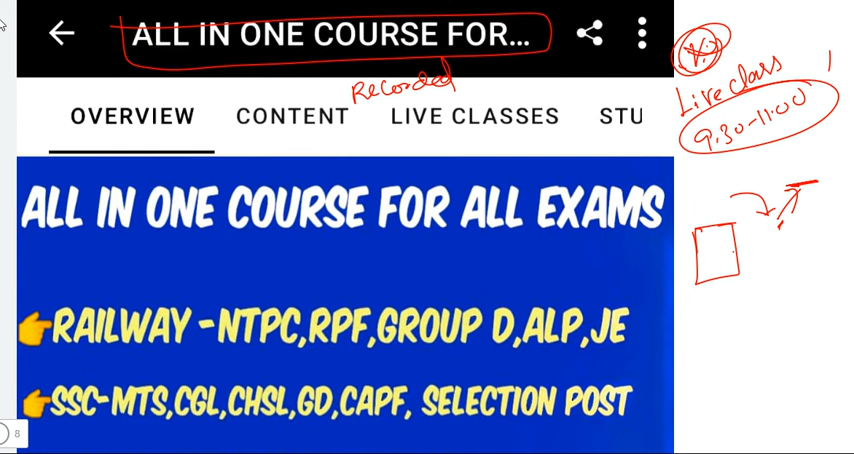 ALL IN ONE COURSE FOR...
Recorded
OVERVIEW CONTENT LIVE CLASSES STU
ALL IN ONE COURSE FOR ALL EXAMS
RAILWAY -NTPC,RPF,GROUP D,ALP,JE
SSC-MTS,CGL,CHSL,GD,CAPF, SELECTION POST
Live class
9:30-11:00
8